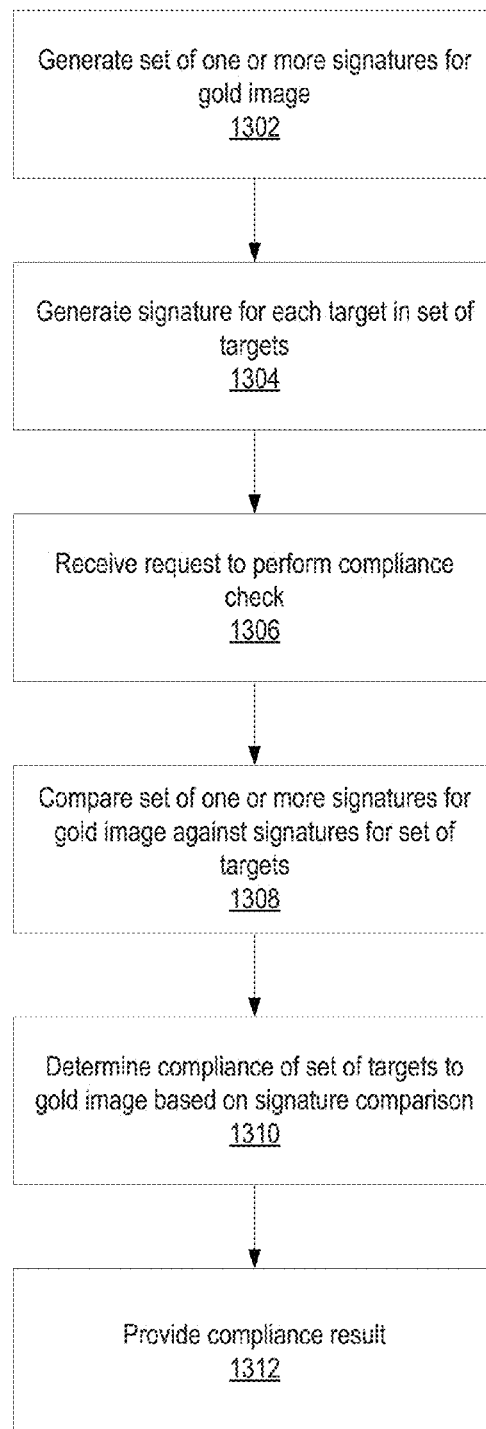 Generate set of one or more signatures for
gold image
1302
Generate signature for each target in set of
targets
1304
Receive request to perform compliance
check
1306
Compare set of one or more signatures for
gold image against signatures for set of
targets
1308
Determine compliance of set of targets to
gold image based on signature comparison
1310
Provide compliance result
1312